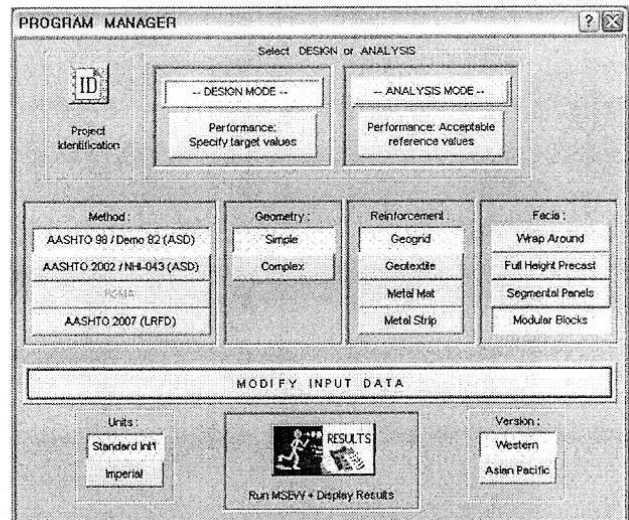 PROGRAM MANAGER
Select DESIGN or ANALYSIS
ID
Project
Identification
-- DESIGN MODE --
Performance:
Specify target values
-- ANALYSIS MODE --
Performance: Acceptable
reference values
Method :
AASHTO 98 / Demo 82 (ASD)
AASHTO 2002 / NHI-043 (ASD)
NCMA
AASHTO 2007 (LRFD)
Geometry :
Simple
Complex
Reinforcement :
Geogrid
Geotextile
Metal Mat
Metal Strip
Facia :
Wrap Around
Full Height Precast
Segmental Panels
Modular Blocks
MODIFY INPUT DATA
Units :
Standard Int'l
Imperial
RESULTS
Run MSEW + Display Results
Version :
Western
Asian Pacific